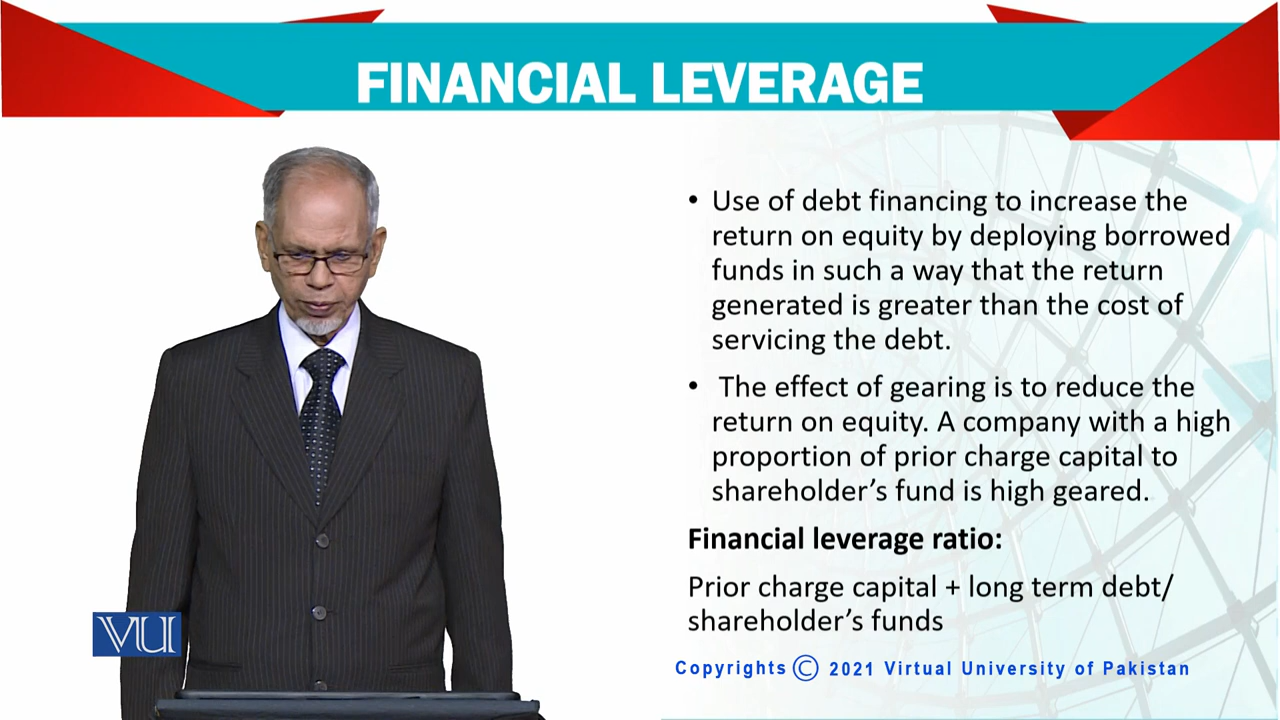 FINANCIAL LEVERAGE
• Use of debt financing to increase the
return on equity by deploying borrowed
funds in such a way that the return
generated is greater than the cost of
servicing the debt.
• The effect of gearing is to reduce the
return on equity. A company with a high
proportion of prior charge capital to
shareholder’s fund is high geared.
Financial leverage ratio:
Prior charge capital + long term debt/
shareholder’s funds
VU
Copyrights © 2021 Virtual University of Pakistan